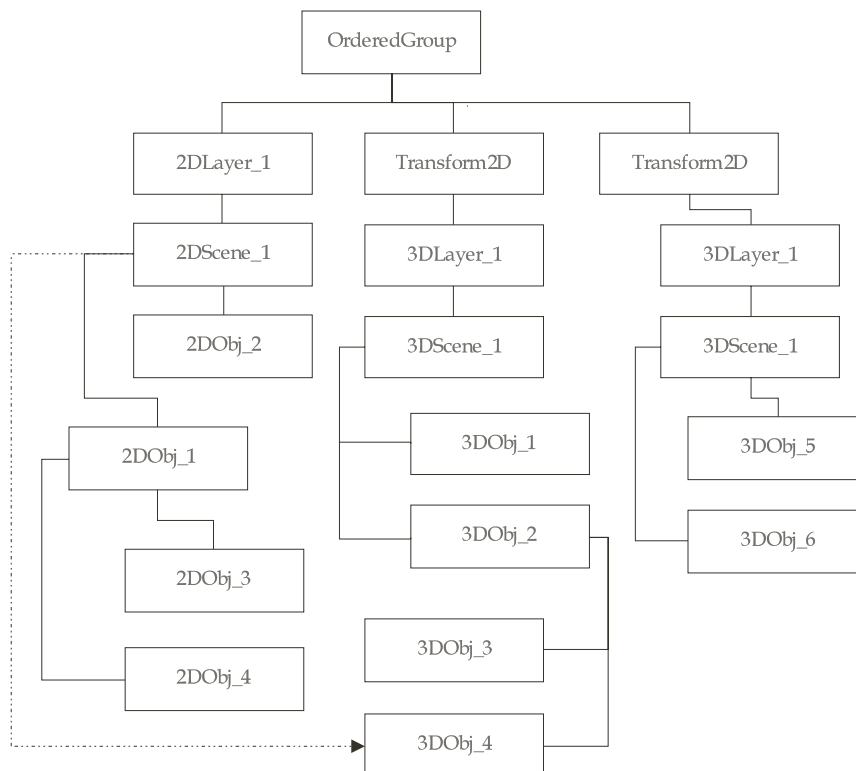 OrderedGroup
2DLayer_1
Transform2D
Transform2D
2DScene_1
3DLayer_1
3DLayer_1
2DObj_2
3DScene_1
3DScene_1
2DObj_1
3DObj_1
3DObj_5
3DObj_2
3DObj_6
2DObj_3
3DObj_3
2DObj_4
3DObj_4